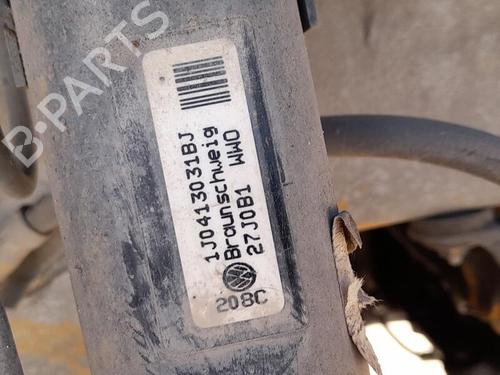 B-PARTS
1J0413031BJ
Braunschweig WWO
27J0B1
208C